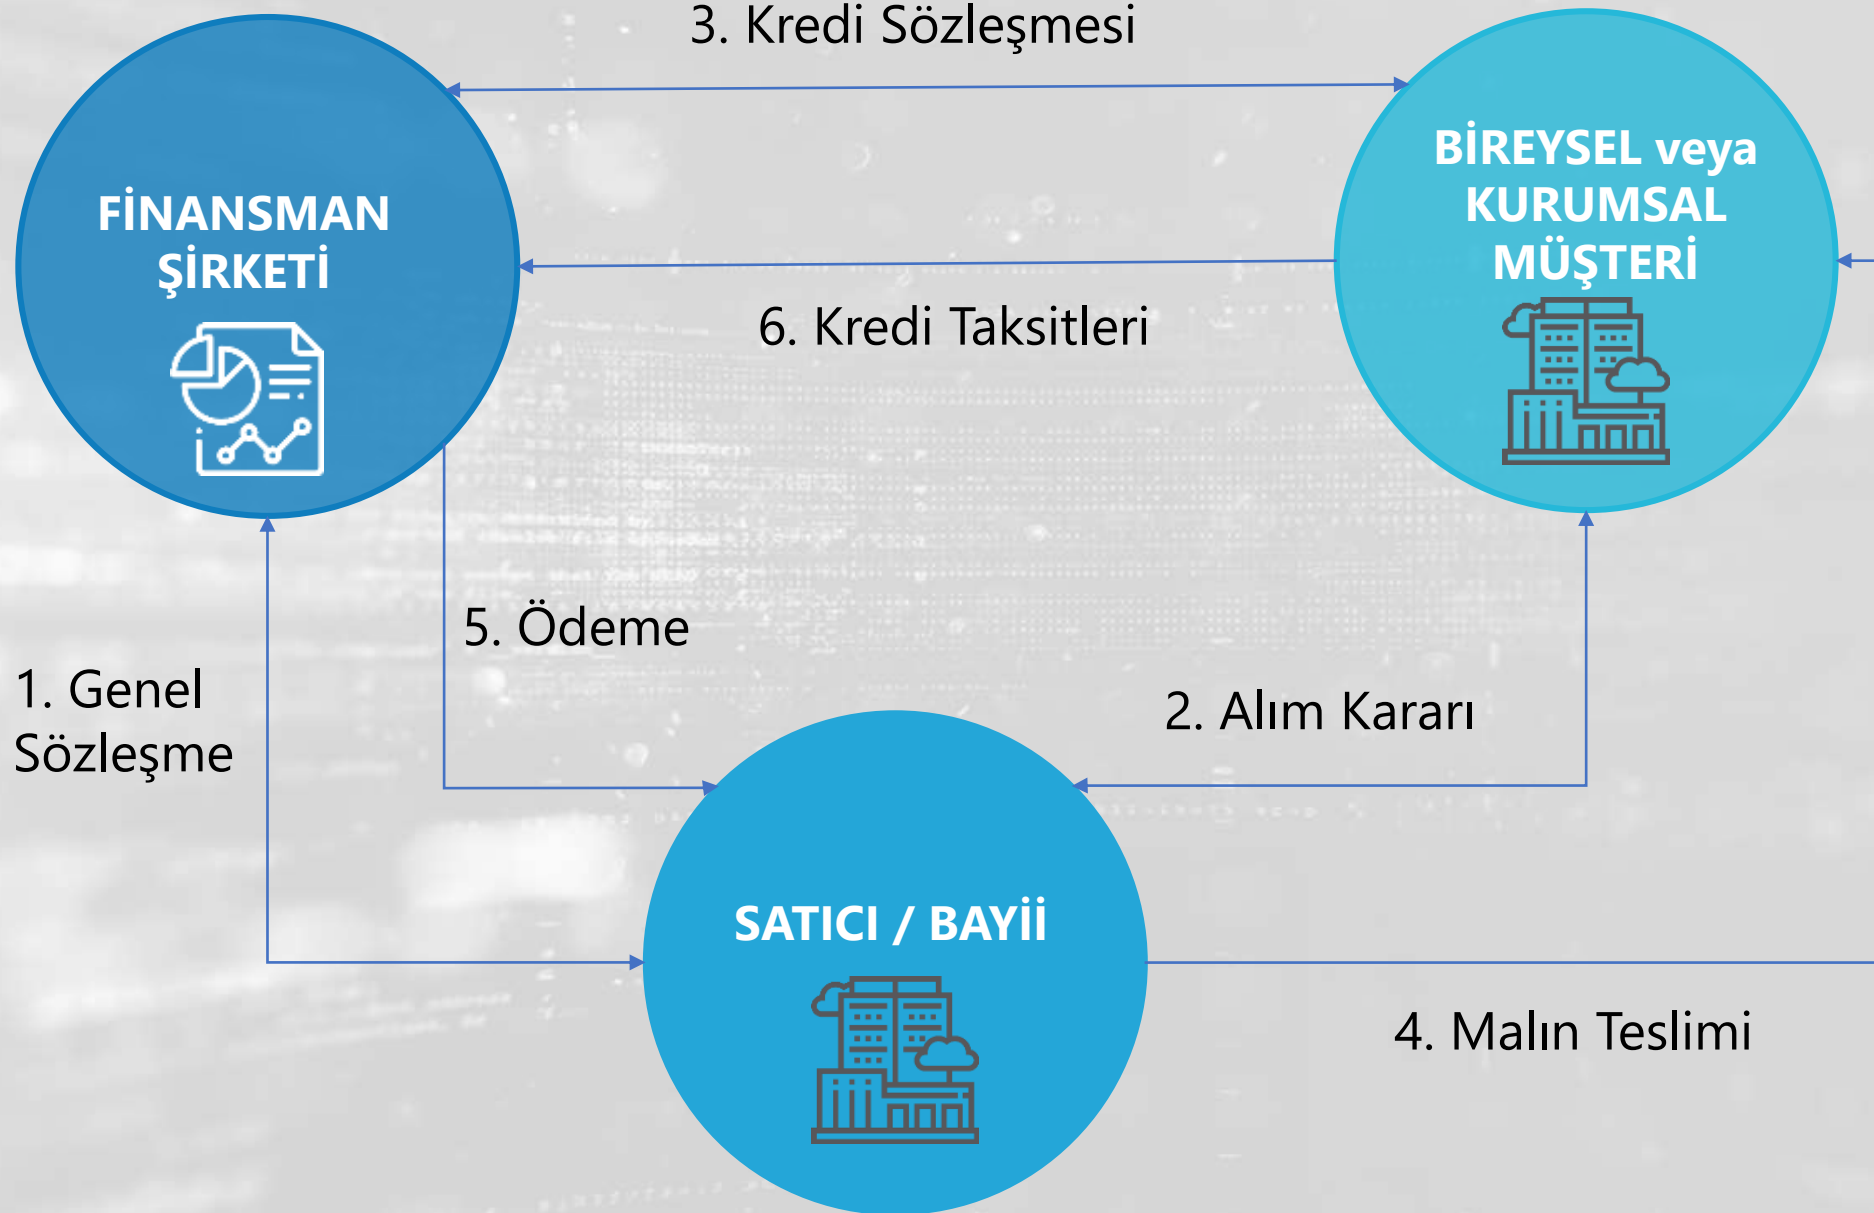 3. Kredi Sözleşmesi
FİNANSMAN
ŞİRKETİ
BİREYSEL veya
KURUMSAL
MÜŞTERİ
6. Kredi Taksitleri
5. Ödeme
1. Genel
Sözleşme
2. Alım Kararı
SATICI / BAYİİ
4. Malın Teslimi